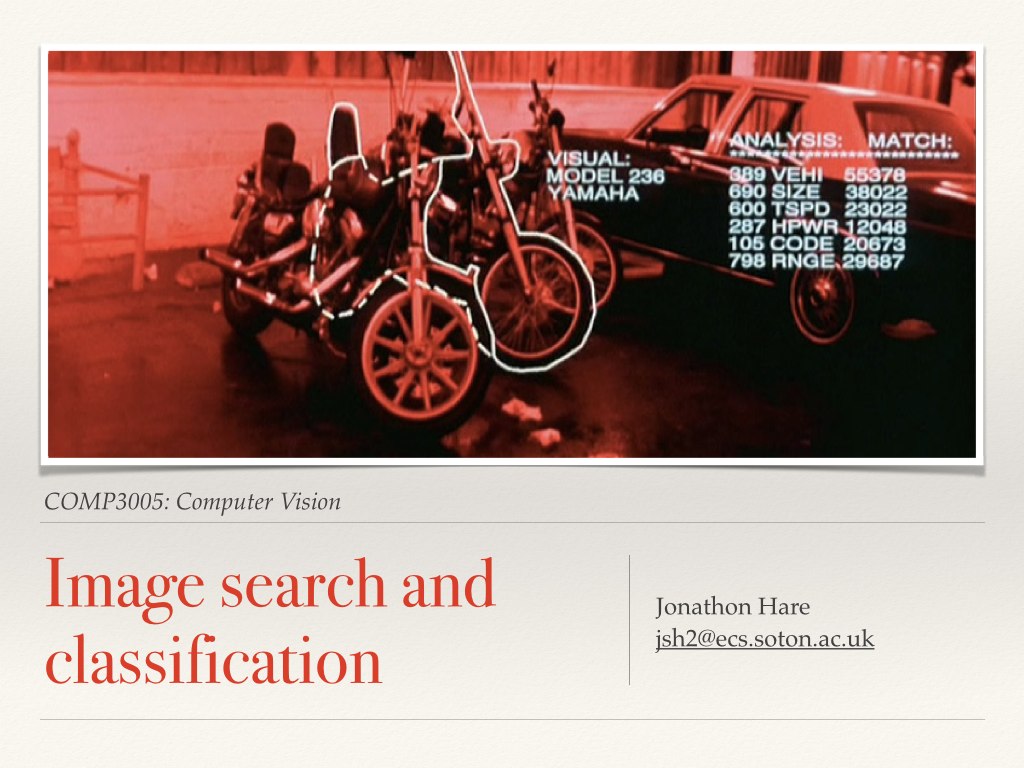 VISUAL:
MODEL 236
YAMAHA
ANALYSIS: MATCH:
*******************************
389 VEHI 55378
690 SIZE 38022
600 TSPD 23022
287 HPWR 12048
105 CODE 20673
798 RNGE 29687
COMP3005: Computer Vision
Image search and
classification
Jonathon Hare
jsh2@ecs.soton.ac.uk